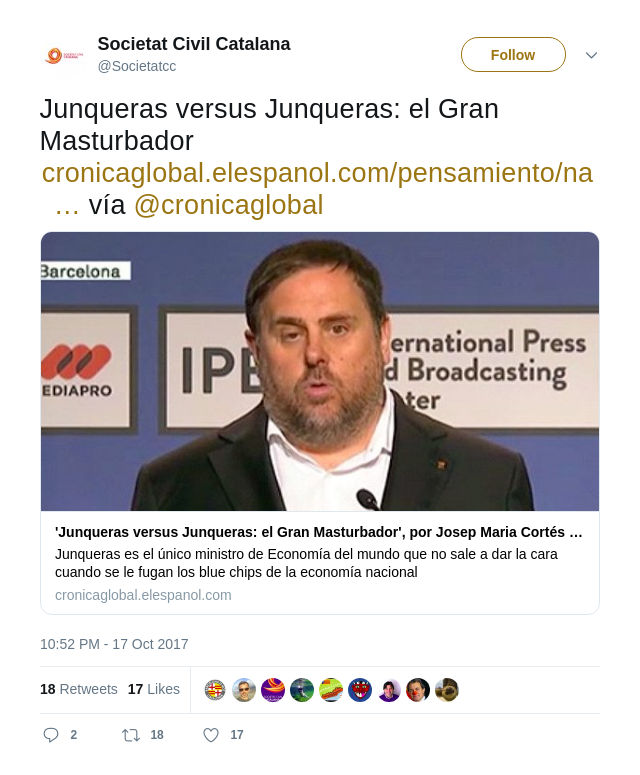 Societat Civil Catalana
@Societatcc
Follow
Junqueras versus Junqueras: el Gran
Masturbador
cronicaglobal.elespanol.com/pensamiento/na
… vía @cronicaglobal
Barcelona
EDIAPRO
IPE
ernational Press
d Broadcasting
ter
'Junqueras versus Junqueras: el Gran Masturbador', por Josep Maria Cortés ...
Junqueras es el único ministro de Economía del mundo que no sale a dar la cara
cuando se le fugan los blue chips de la economía nacional
cronicaglobal.elespanol.com
10:52 PM - 17 Oct 2017
18 Retweets 17 Likes
2 18 17